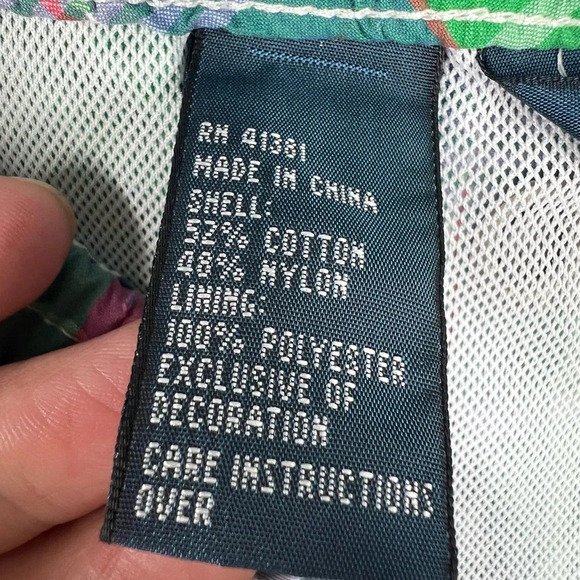 RN 41381
MADE IN CHINA
SHELL:
52% COTTON
48% NYLON
LINING:
100% POLYESTER
EXCLUSIVE OF
DECORATION
CARE INSTRUCTIONS
OVER